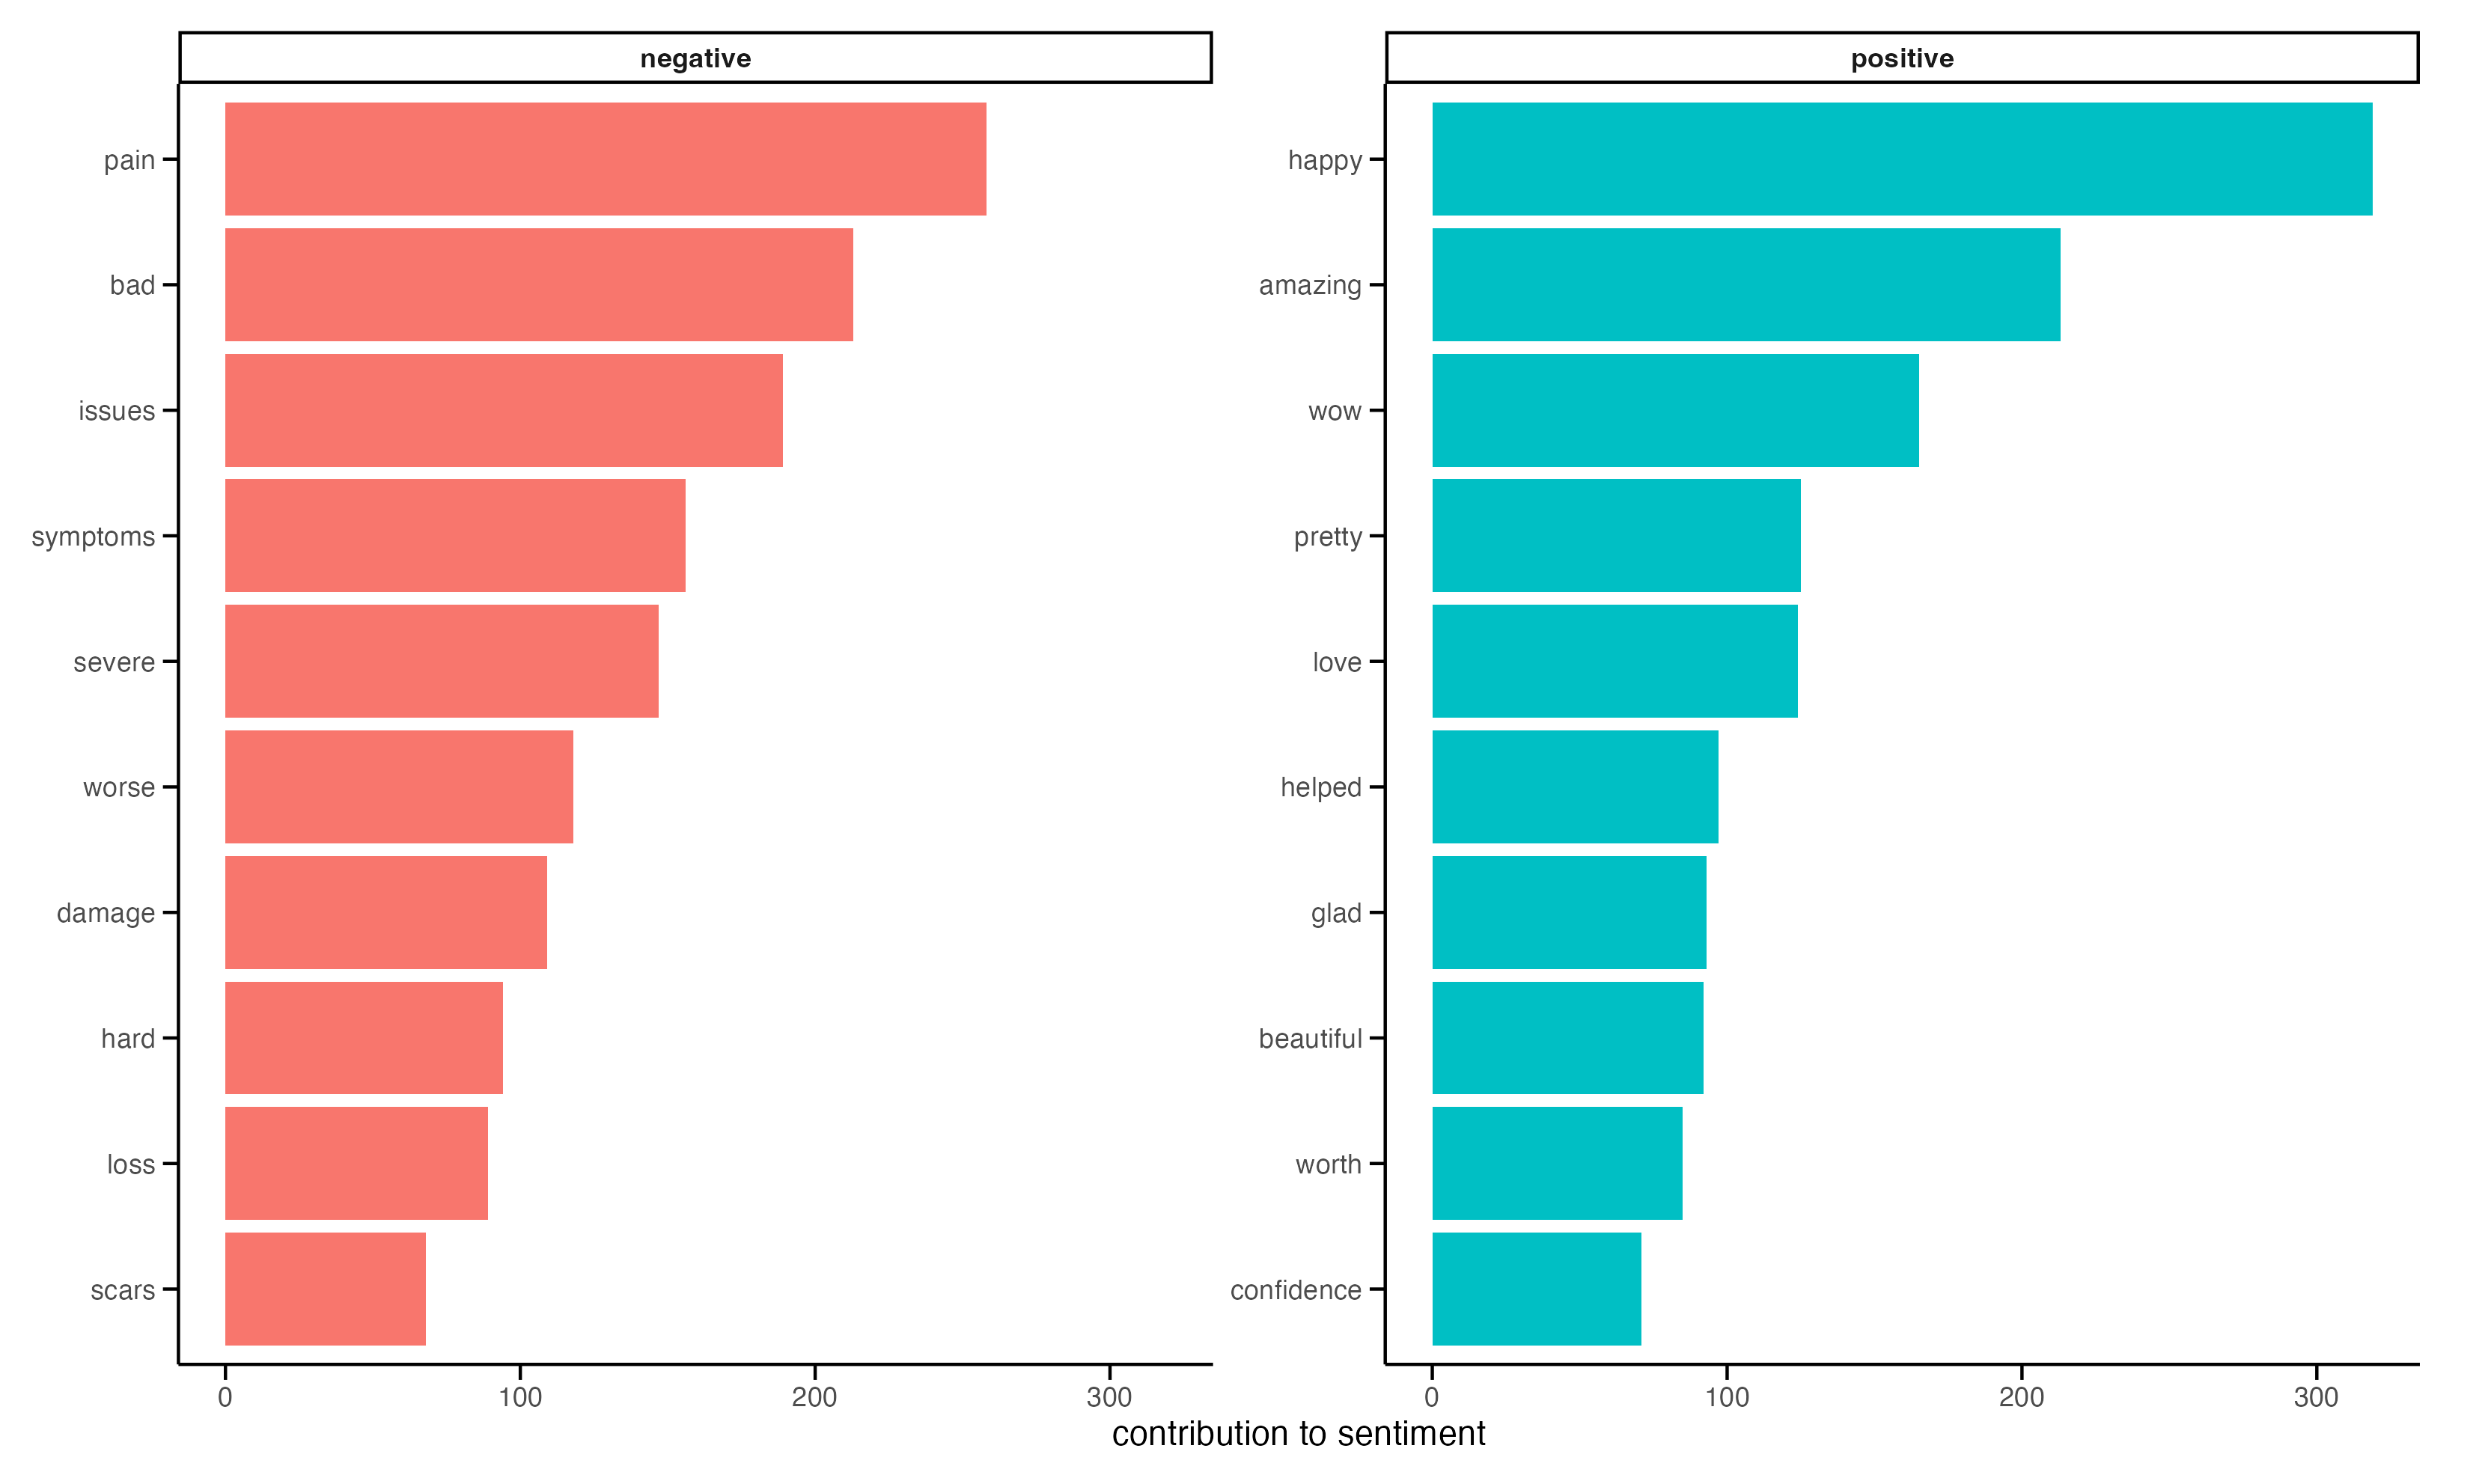 negative
pain
bad
issues
symptoms
severe
worse
damage
hard
loss
scars
0 100 200 300
positive
happy
amazing
wow
pretty
love
helped
glad
beautiful
worth
confidence
0 100 200 300
contribution to sentiment